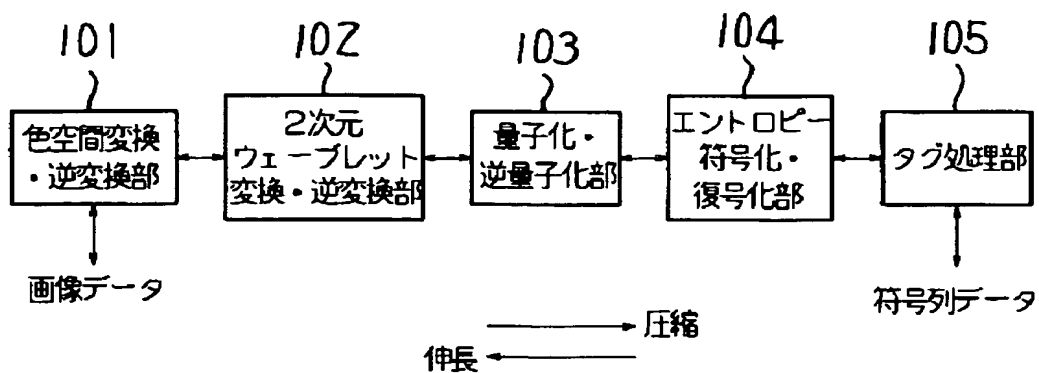 101
102
103
104
105
色空間変換
・逆変換部
2次元
ウェーブレット
変換・逆変換部
量子化・
逆量子化部
エントロピー
符号化・
復号化部
タグ処理部
画像データ
符号列データ
圧縮
伸長